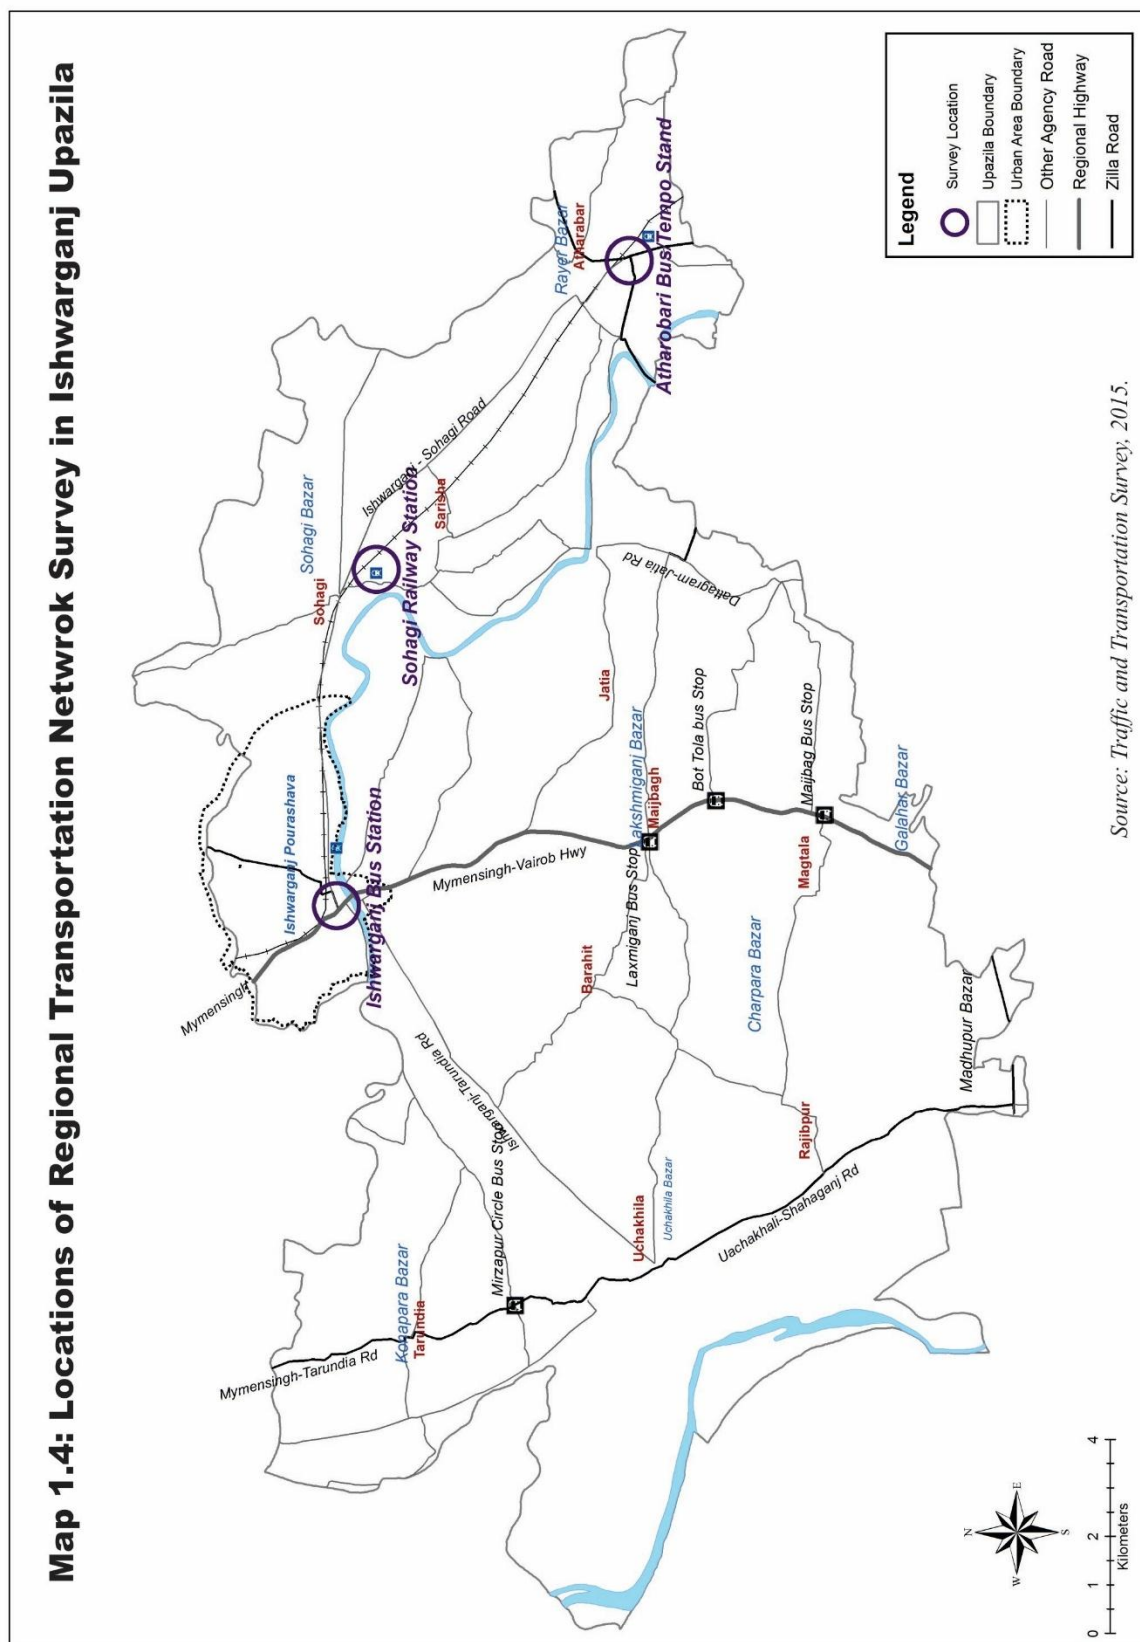 Map 1.4: Locations of Regional Transportation Netwrok Survey in Ishwarganj Upazila
Mymensingh
Ishwarganj Pourashava
Ishwarganj Bus Station
Sohagi
Sohagi Bazar
Sohagi Railway Station
Ishwarganj - Sohagi Road
Sarisha
Rayer Bazar
Atharabar
Atharobari Bus/Tempo Stand
Mymensingh-Tarundia Rd
Konapara Bazar
Tarundia
Mirzapur Circle Bus Stop
Ishwarganj-Tarundia Rd
Mymensingh-Vairob Hwy
Barahit
Jatia
Dattagram-Jatia Rd
Uchakhila
Uchakhila Bazar
Laxmiganj Bus Stop
Lakshmiganj Bazar
Maijbagh
Bot Tola bus Stop
Charpara Bazar
Rajibpur
Magtala
Maijbag Bus Stop
Uachakhali-Shahaganj Rd
Galahar Bazar
Madhupur Bazar
Legend
Survey Location
Upazila Boundary
Urban Area Boundary
Other Agency Road
Regional Highway
Zilla Road
N
W
E
S
0 1 2 4
Kilometers
Source: Traffic and Transportation Survey, 2015.